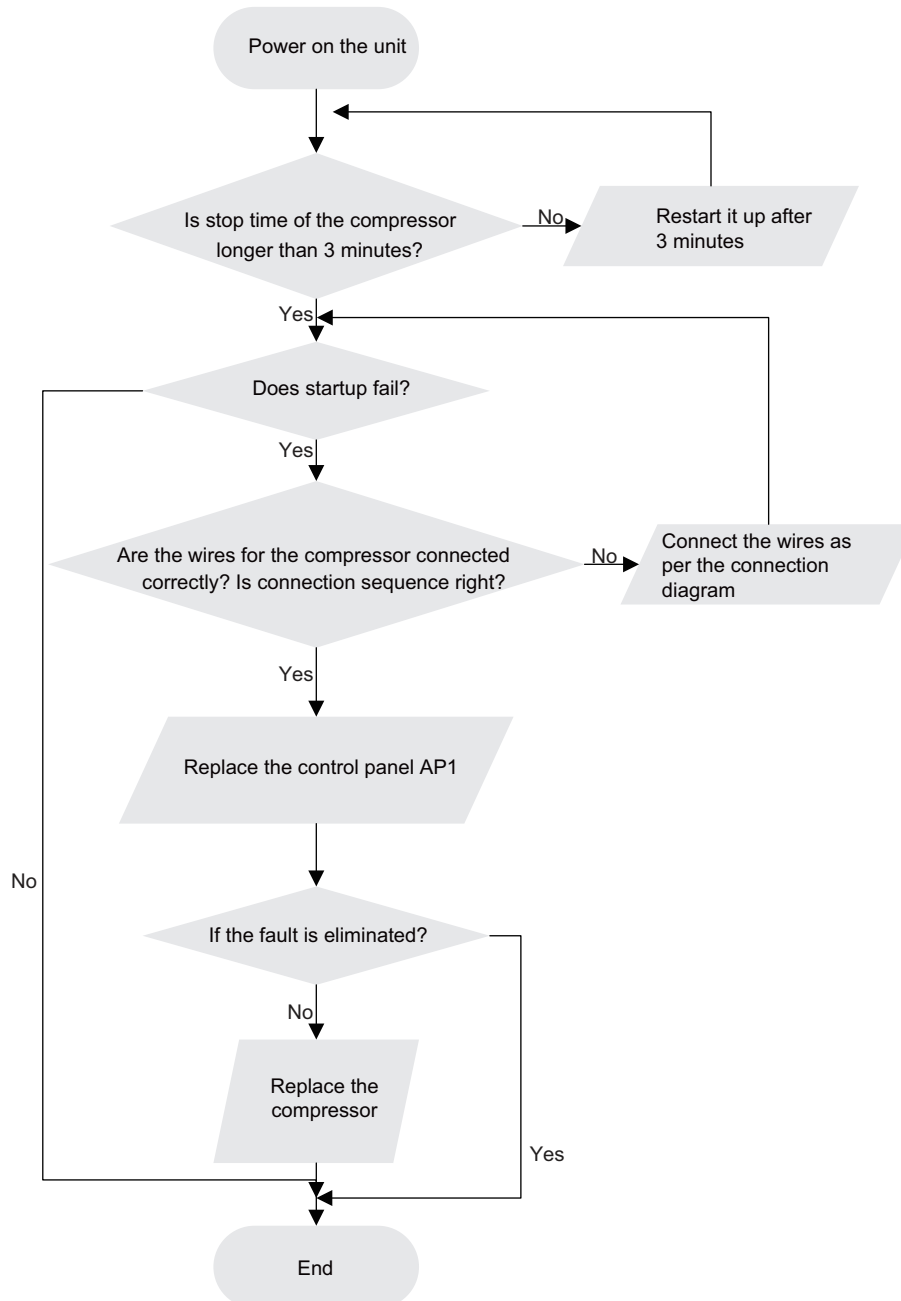 Power on the unit
Is stop time of the compressor
longer than 3 minutes?
No
Restart it up after
3 minutes
Yes
Does startup fail?
Yes
Are the wires for the compressor connected
correctly? Is connection sequence right?
No
Connect the wires as
per the connection
diagram
Yes
Replace the control panel AP1
No
If the fault is eliminated?
No
Replace the
compressor
Yes
End